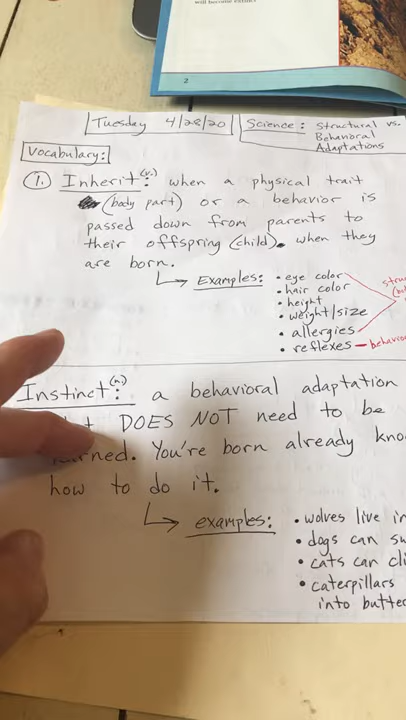 2
Tuesday 4/28/20
Science: Structural vs.
Behavioral
Adaptations
Vocabulary:
1. Inherit (v.): when a physical trait
(body part) or a behavior is
passed down from parents to
their offspring (child). when they
are born.
Examples: • eye color
• hair color
• height
• weight/size
• allergies
• reflexes
Instinct (n.): a behavioral adaptation
DOES NOT need to be
learned. You're born already
how to do it.
examples: • wolves live in
• dogs can
• cats can
• caterpillars
into